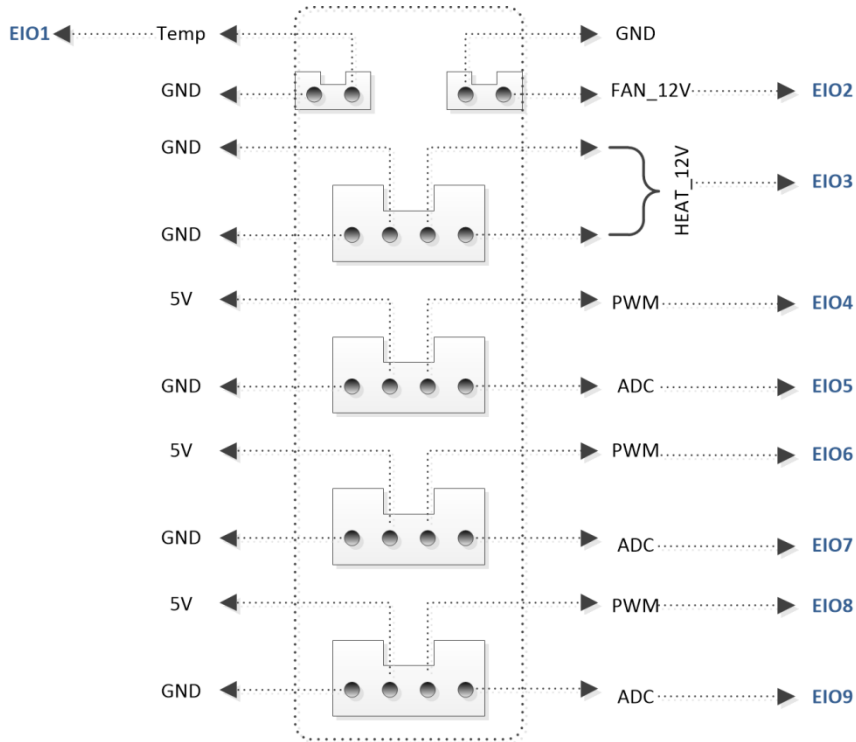 EIO1 Temp GND
GND FAN_12V EIO2
GND
HEAT_12V EIO3
GND
5V PWM EIO4
GND ADC EIO5
5V PWM EIO6
GND ADC EIO7
5V PWM EIO8
GND ADC EIO9